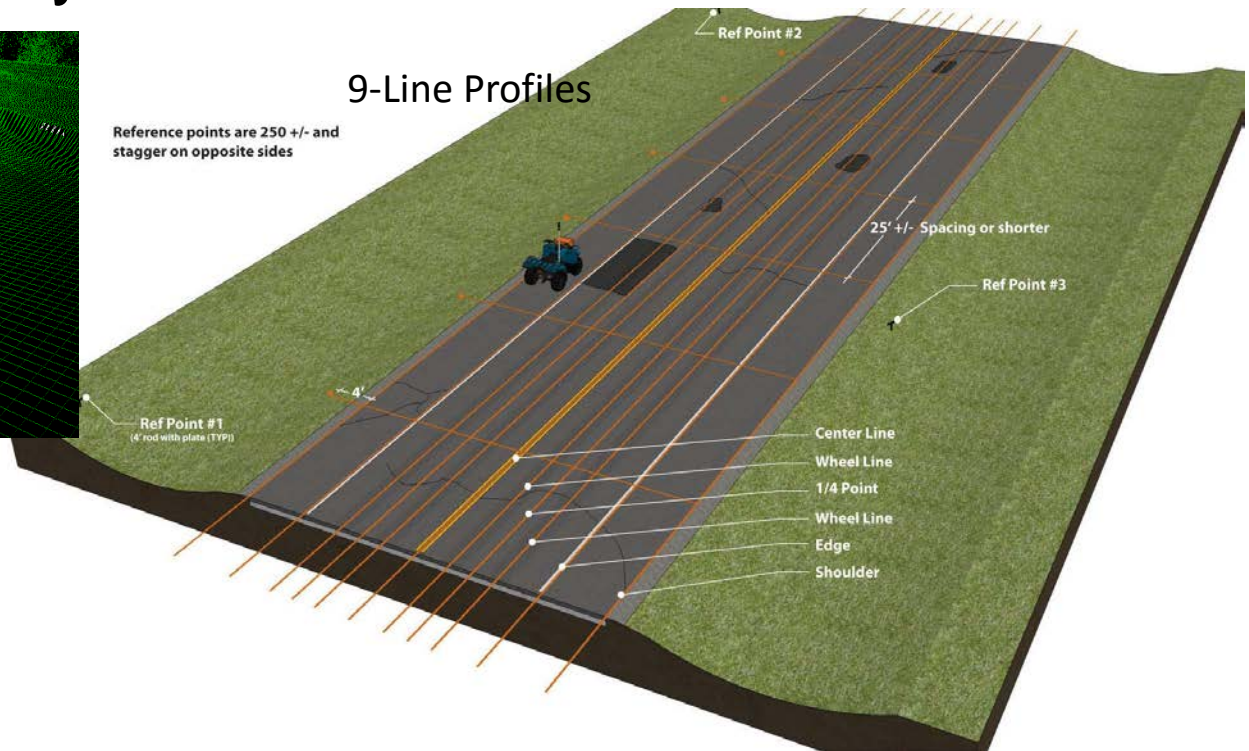 Ref Point #2
9-Line Profiles
Reference points are 250 +/- and
stagger on opposite sides
25' +/- Spacing or shorter
Ref Point #3
4'
Ref Point #1
(4' rod with plate (TYP))
Center Line
Wheel Line
1/4 Point
Wheel Line
Edge
Shoulder